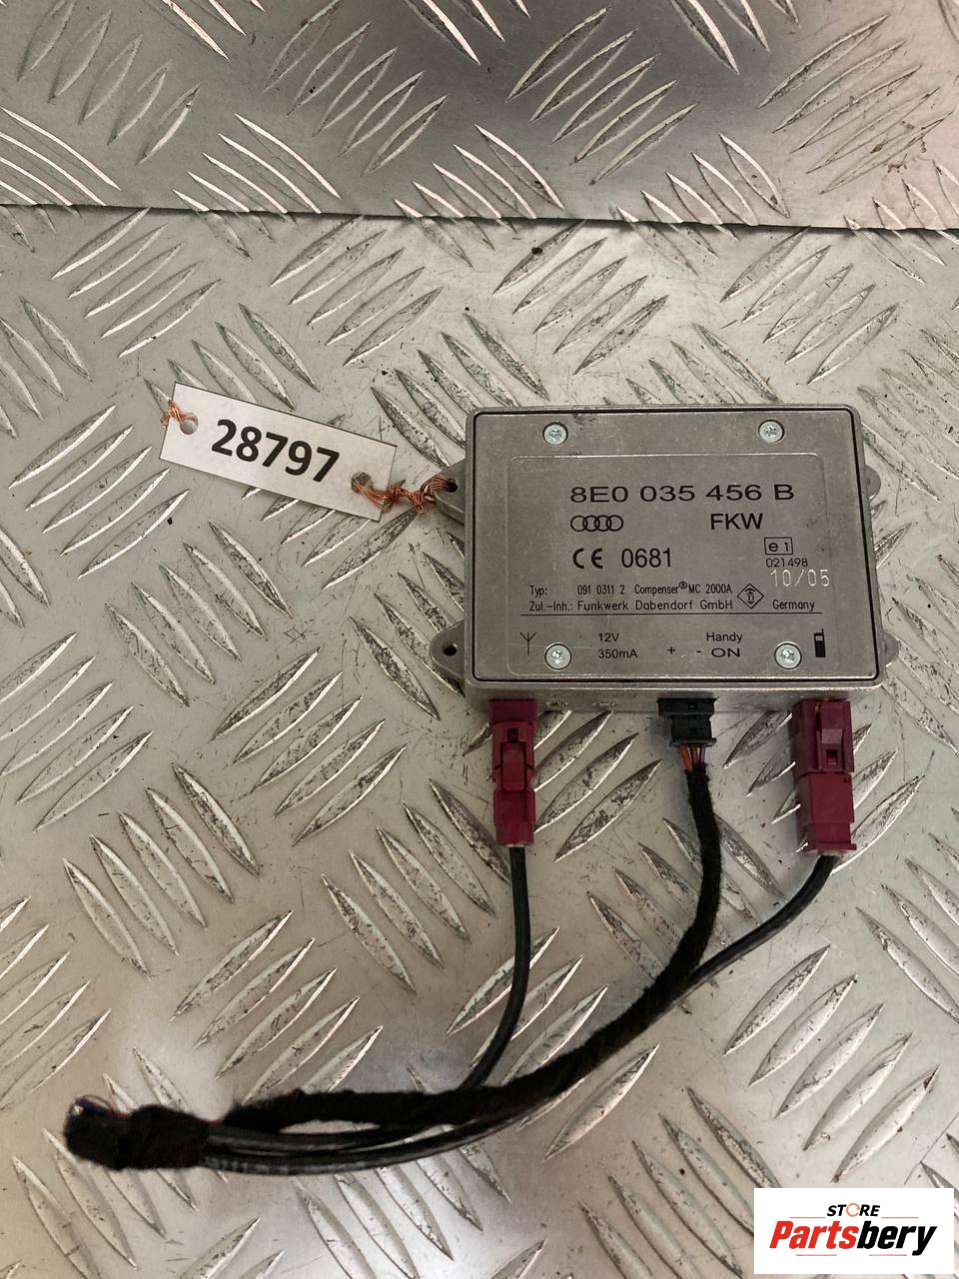 28797
8E0 035 456 B
FKW
CE 0681
e1
021498
10/05
Typ: 091 0311 2 Compenser® MC 2000A
Zul.-Inh.: Funkwerk Dabendorf GmbH Germany
12V Handy
350mA + - ON
STORE
Partsbery